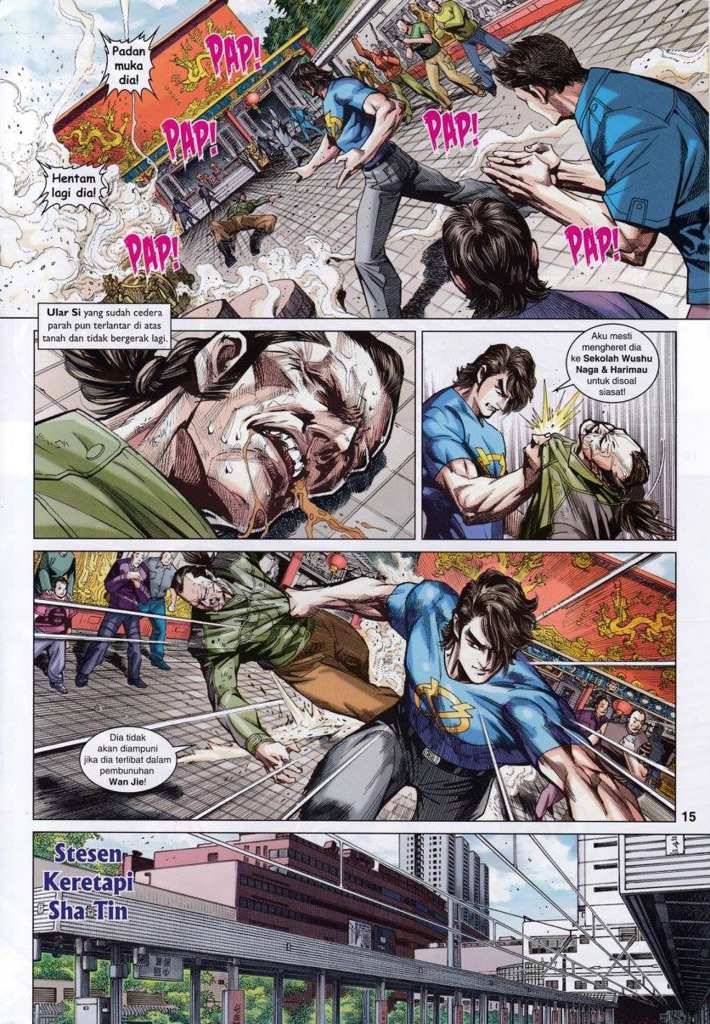 Padan
muka
dia!
PAP!
PAP!
PAP!
Hentam
lagi dia!
PAP!
PAP!
Ular Si yang sudah cedera
parah pun terlantar di atas
tanah dan tidak bergerak lagi.
Aku mesti
mengheret dia
ke Sekolah Wushu
Naga & Harimau
untuk disoal
siasat!
Dia tidak
akan diampuni
jika dia terlibat dalam
pembunuhan
Wan Jie!
15
Stesen
Keretapi
Sha Tin